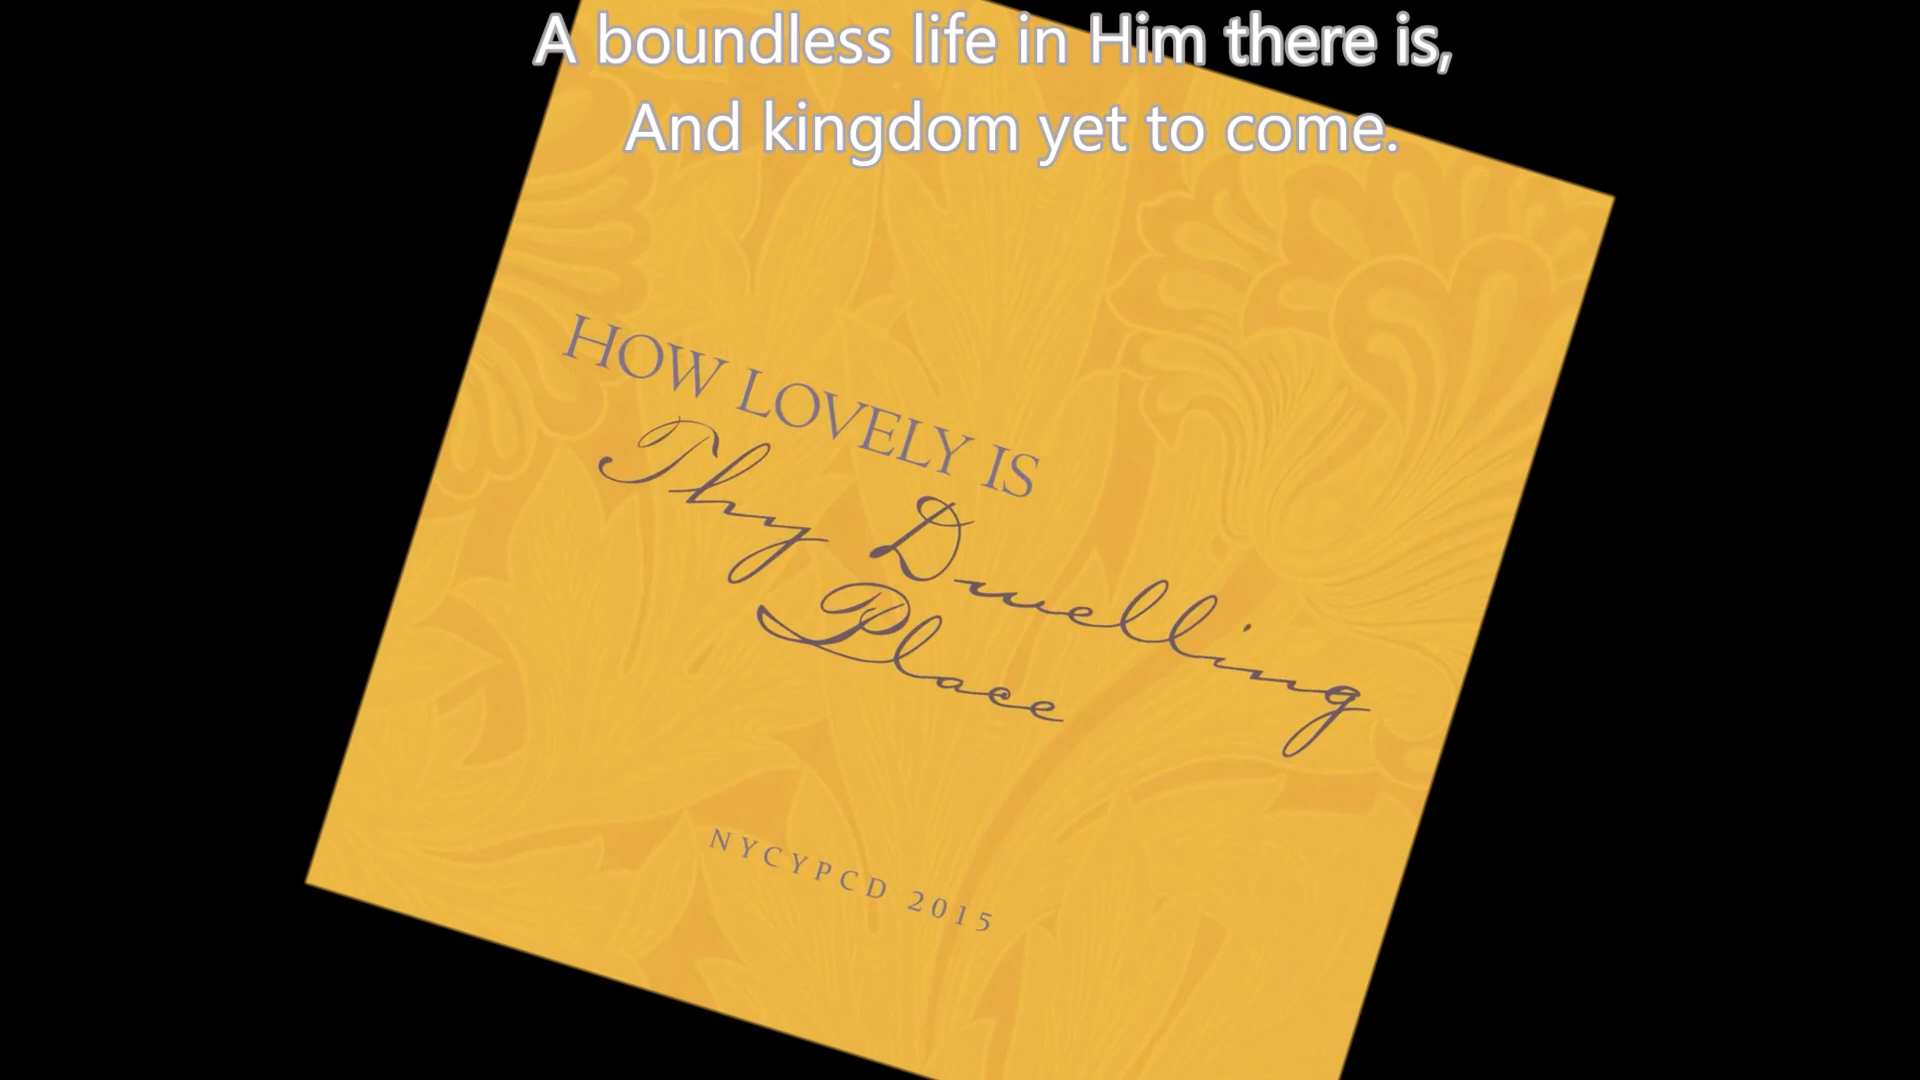 A boundless life in Him there is,
And kingdom yet to come.
HOW LOVELY IS
Thy Dwelling
Place
NYCYPCD 2015